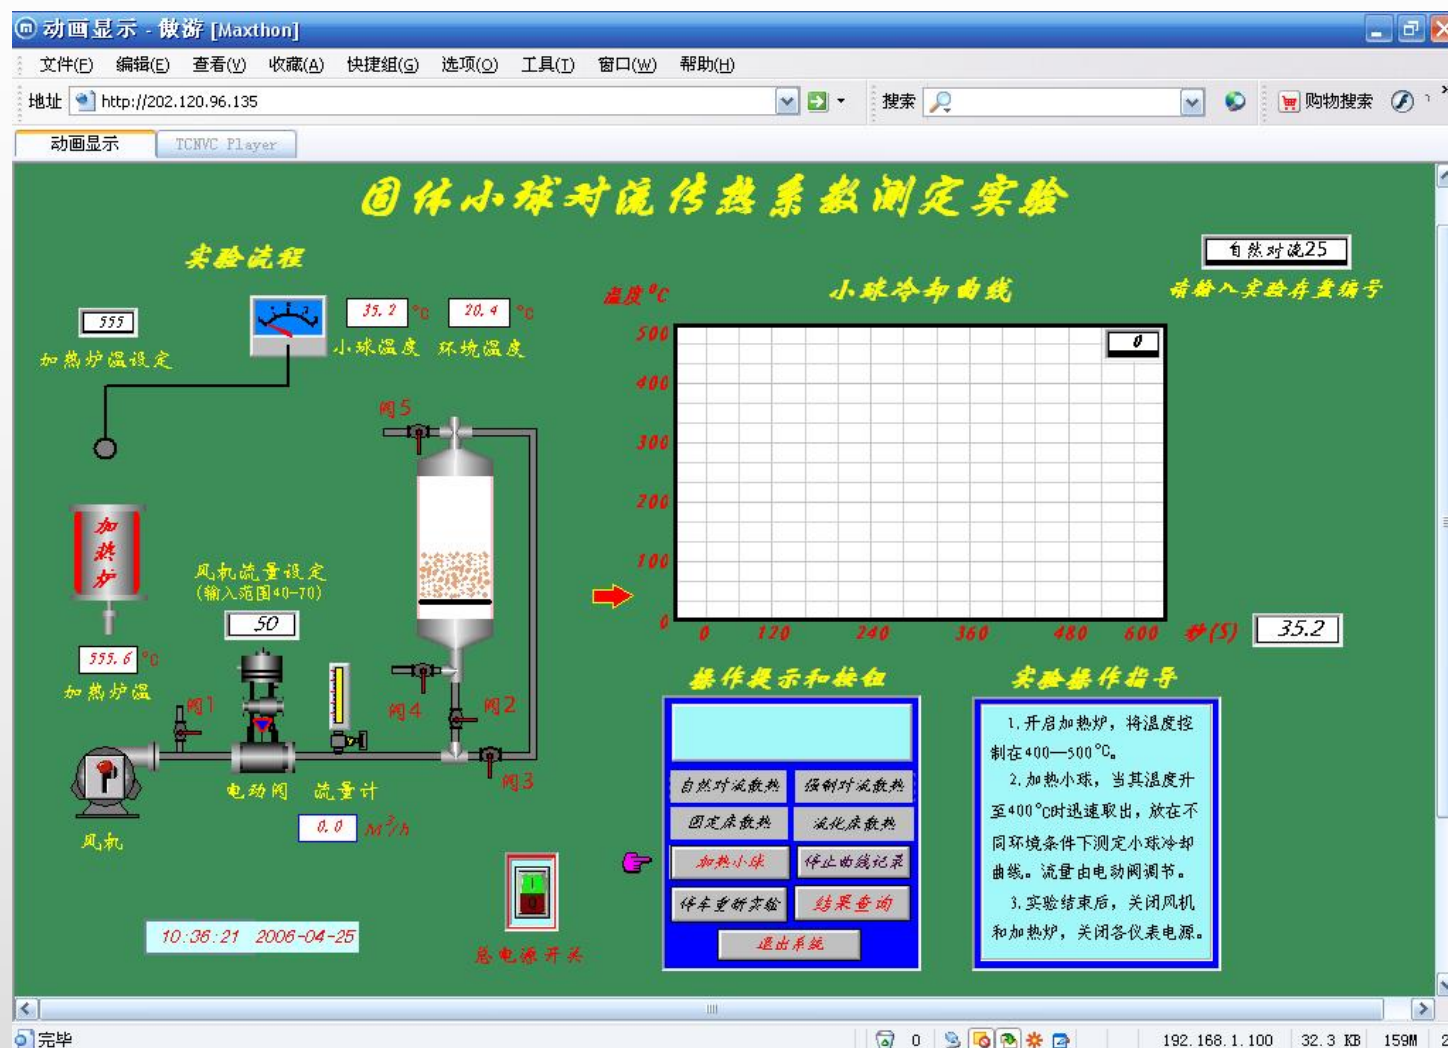 动画显示 - 傲游 [Maxthon]
文件(F) 编辑(E) 查看(V) 收藏(A) 快捷组(G) 选项(O) 工具(T) 窗口(W) 帮助(H)
地址 http://202.120.96.135 搜索 购物搜索
动画显示 TCNVC Player
固体小球对流传热系数测定实验
自然对流25
请输入实验存盘编号
实验流程
555
加热炉温设定
35.2 °C 20.4 °C
小球温度 环境温度
温度°C 小球冷却曲线
0
500
400
300
200
100
0
0 120 240 360 480 600 秒(S) 35.2
阀5
加热炉
风机流量设定
(输入范围40-70)
50
555.6 °C
加热炉温
阀1
阀4
阀2
阀3
电动阀 流量计
0.0 M³/h
风机
1
0
总电源开关
10:36:21 2006-04-25
操作提示和按钮
自然对流散热 强制对流散热
固定床散热 流化床散热
加热小球 停止曲线记录
停车重新实验 结果查询
退出系统
实验操作指导
1.开启加热炉，将温度控
制在400—500°C。
2.加热小球，当其温度升
至400°C时迅速取出，放在不
同环境条件下测定小球冷却
曲线。流量由电动阀调节。
3.实验结束后，关闭风机
和加热炉，关闭各仪表电源。
完毕 0 192.168.1.100 32.3 KB 159M